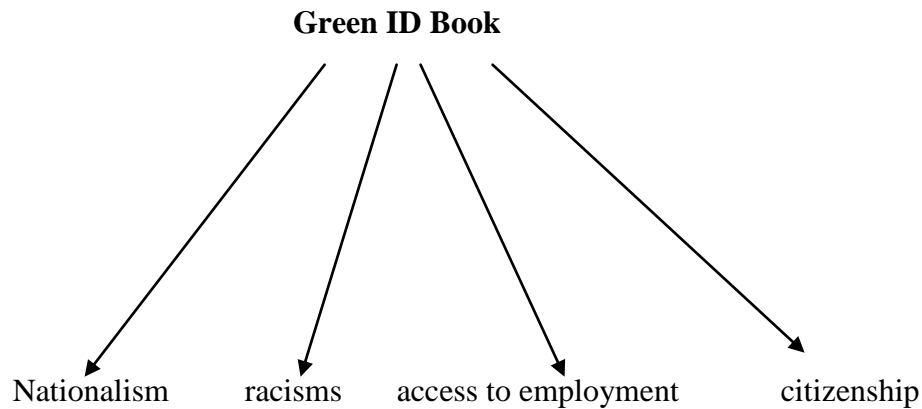 Green ID Book
Nationalism racisms access to employment citizenship